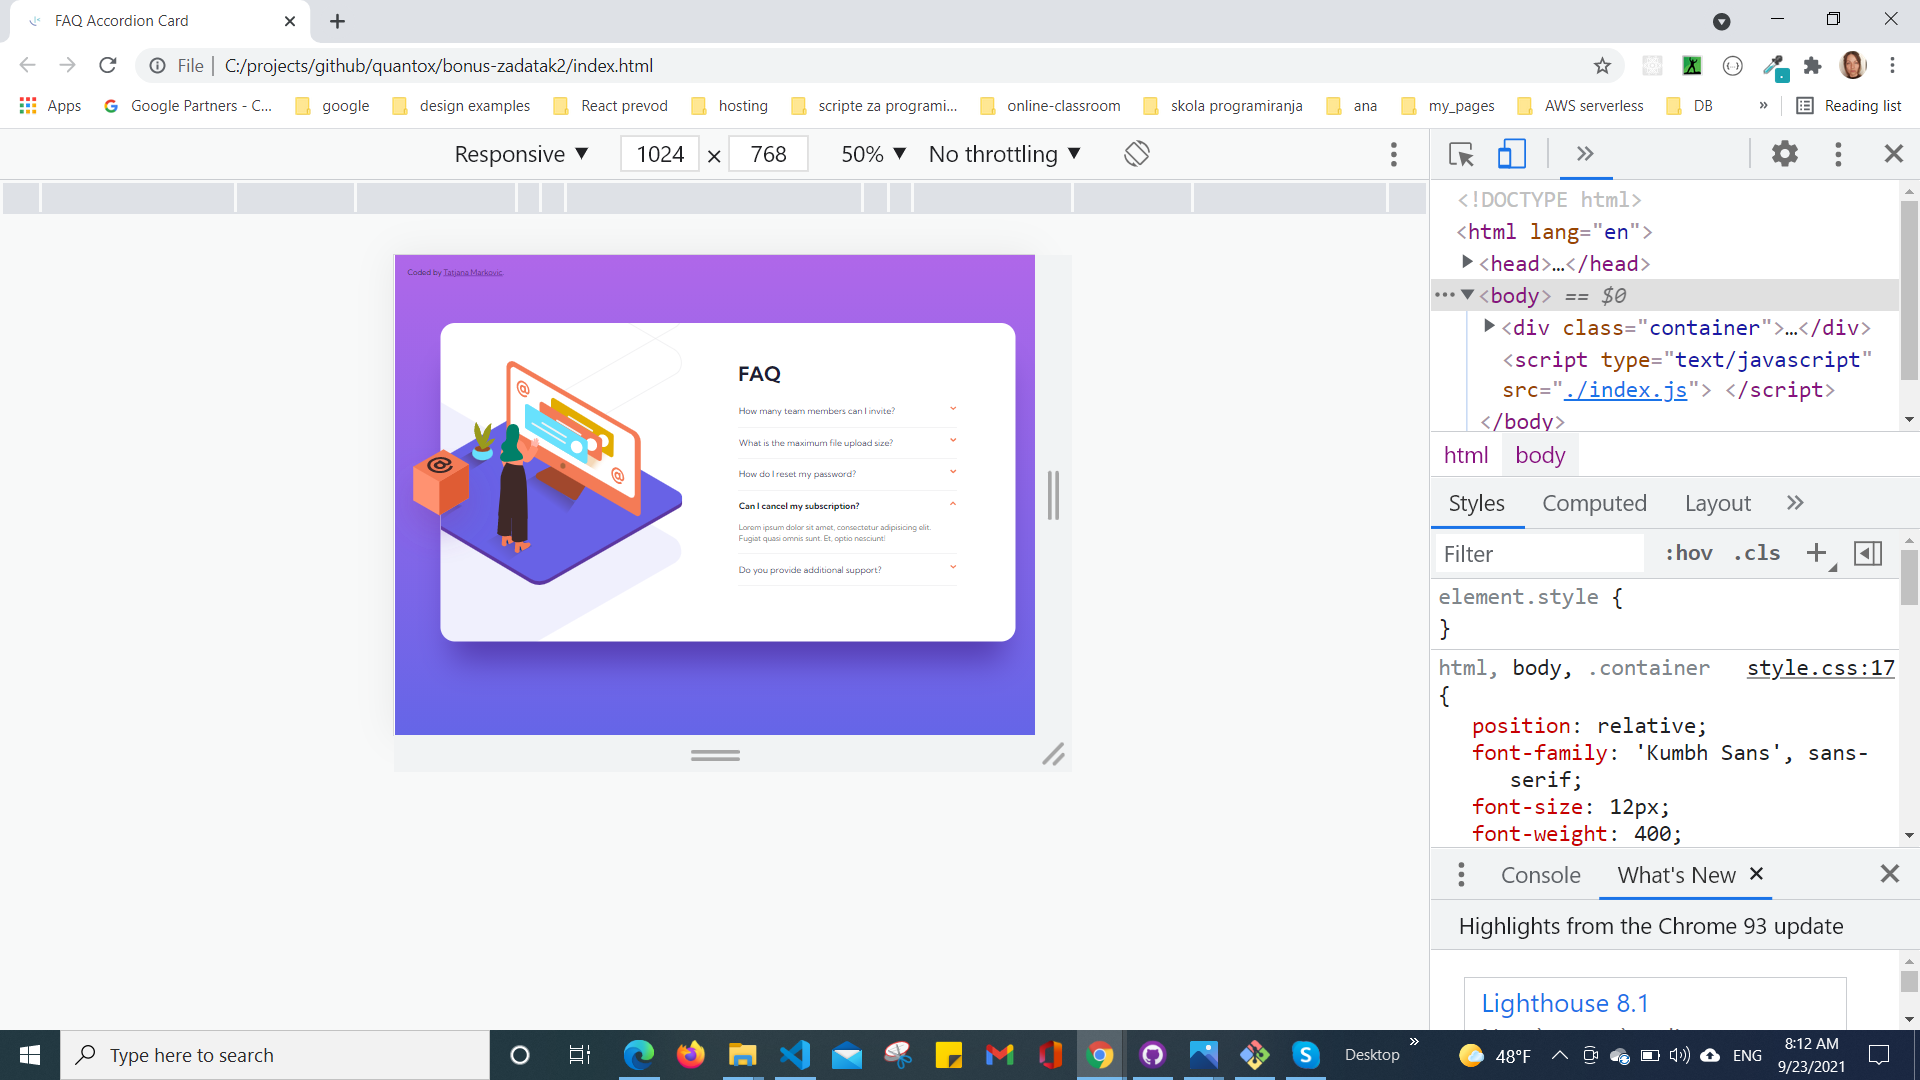 FAQ Accordion Card
File | C:/projects/github/quantox/bonus-zadatak2/index.html
Apps Google Partners - C... google design examples React prevod hosting scripte za programi... online-classroom skola programiranja ana my_pages AWS serverless DB » Reading list
Responsive ▼ 1024 × 768 50% ▼ No throttling ▼
Coded by Tatjana Markovic.
FAQ
How many team members can I invite?
What is the maximum file upload size?
How do I reset my password?
Can I cancel my subscription?
Lorem ipsum dolor sit amet, consectetur adipisicing elit.
Fugiat quasi omnis sunt. Et, optio nesciunt!
Do you provide additional support?
<!DOCTYPE html>
<html lang="en">
<head>…</head>
<body> == $0
<div class="container">…</div>
<script type="text/javascript"
src="./index.js"> </script>
</body>
html body
Styles Computed Layout »
Filter :hov .cls +
element.style {
}
html, body, .container style.css:17
{
position: relative;
font-family: 'Kumbh Sans', sans-
serif;
font-size: 12px;
font-weight: 400;
Console What's New ×
Highlights from the Chrome 93 update
Lighthouse 8.1
Type here to search
Desktop » 48°F ENG 8:12 AM
9/23/2021